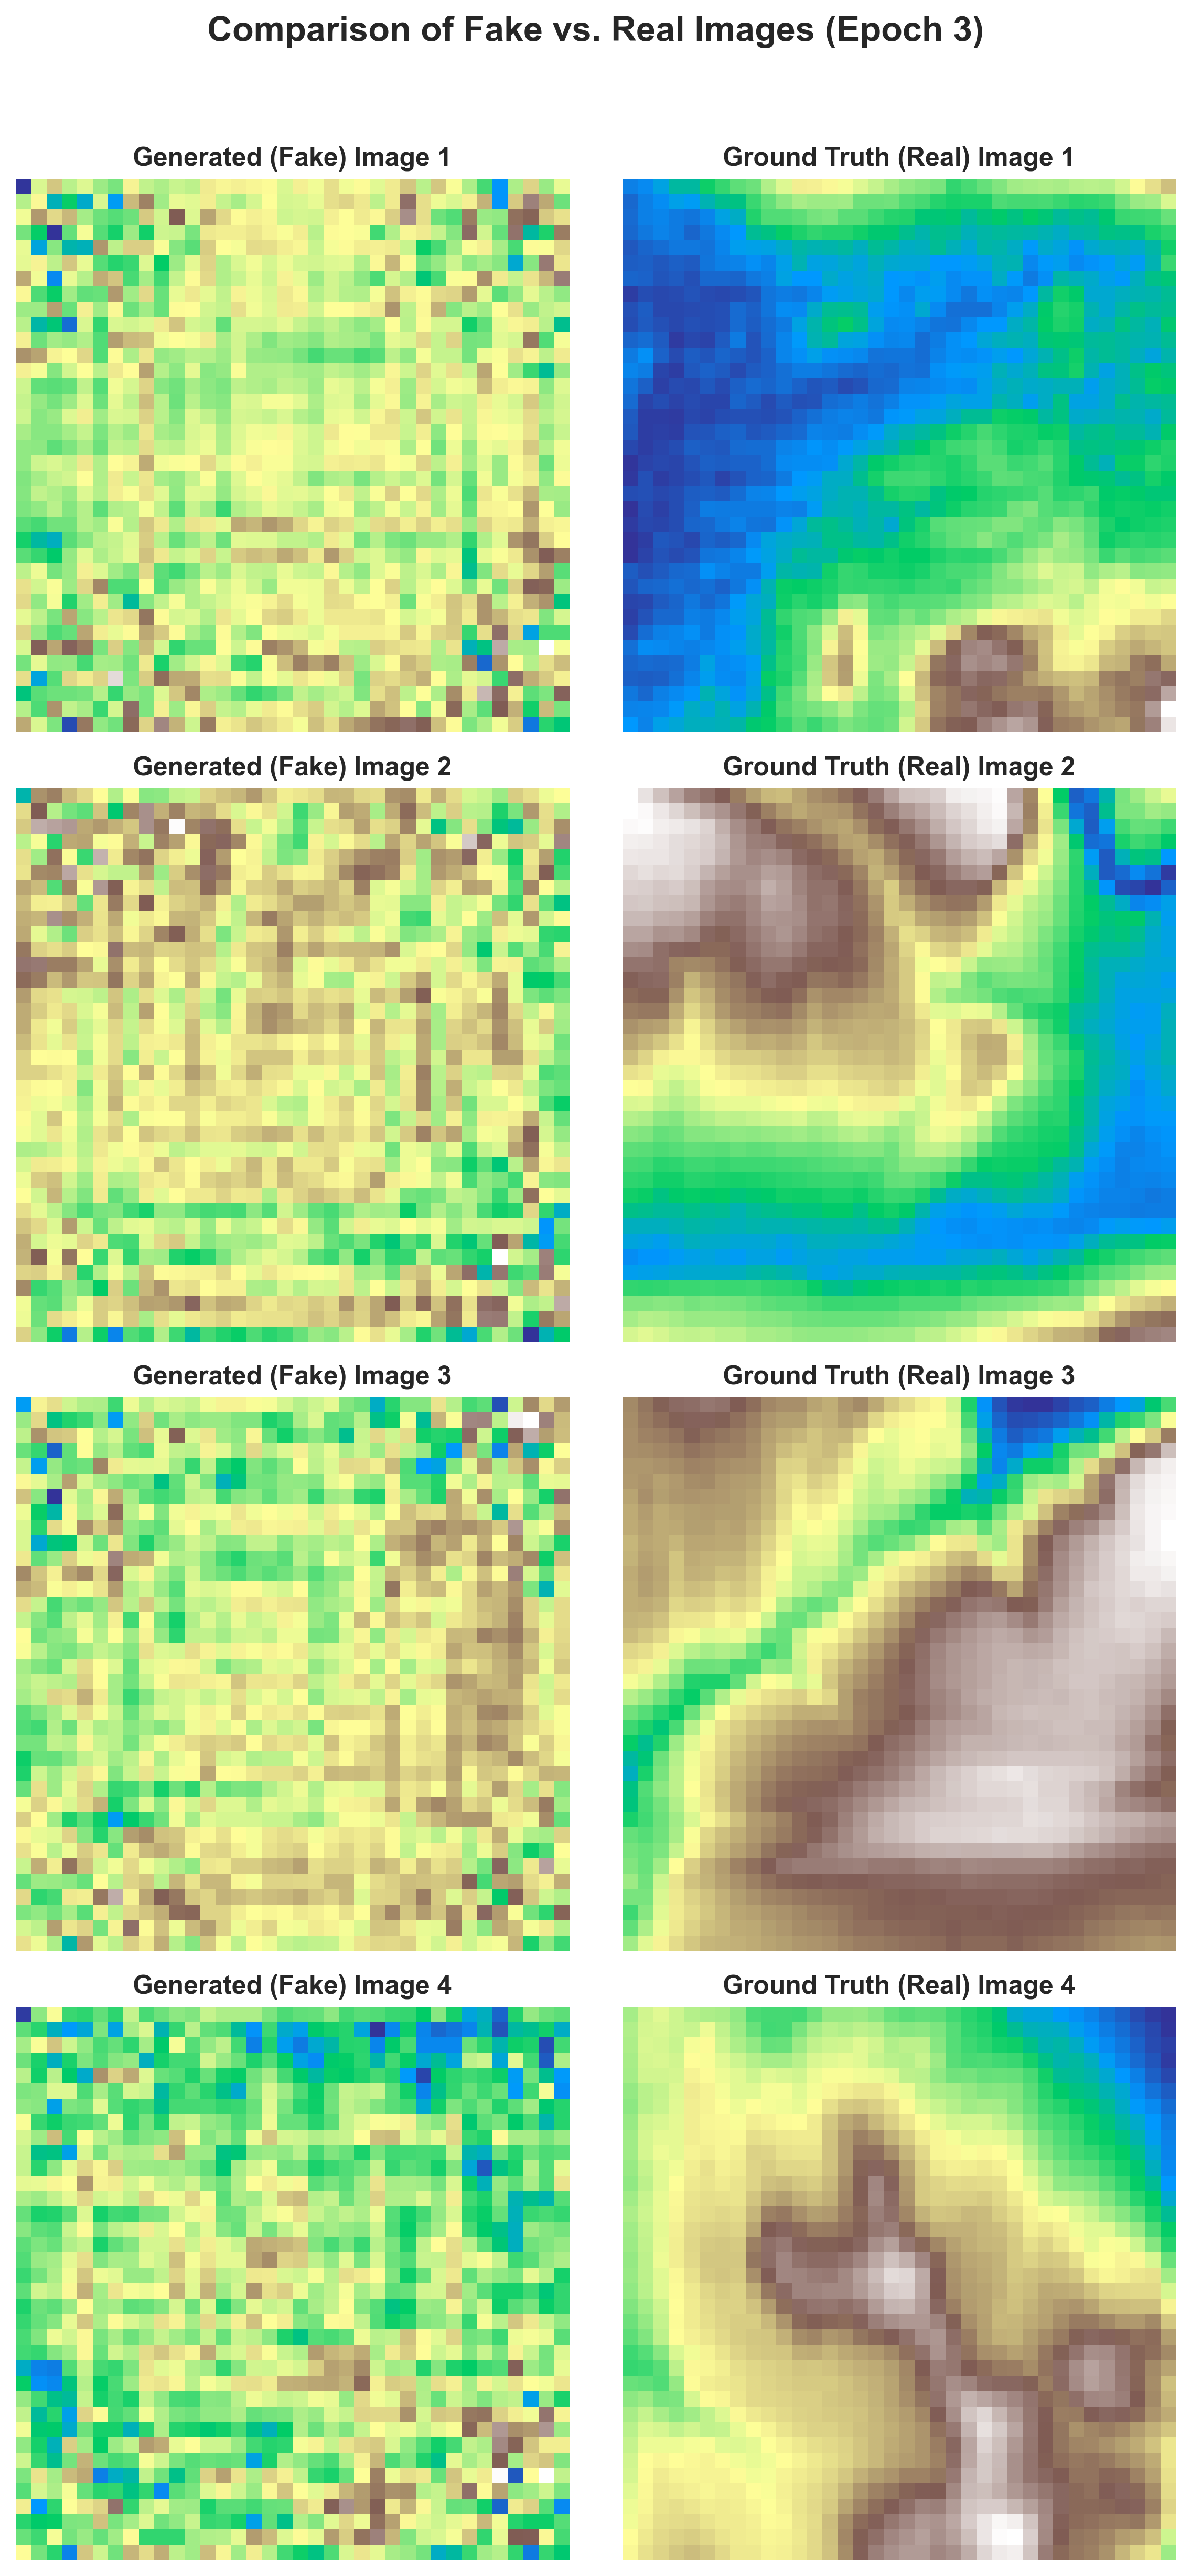 Comparison of Fake vs. Real Images (Epoch 3)
Generated (Fake) Image 1
Ground Truth (Real) Image 1
Generated (Fake) Image 2
Ground Truth (Real) Image 2
Generated (Fake) Image 3
Ground Truth (Real) Image 3
Generated (Fake) Image 4
Ground Truth (Real) Image 4